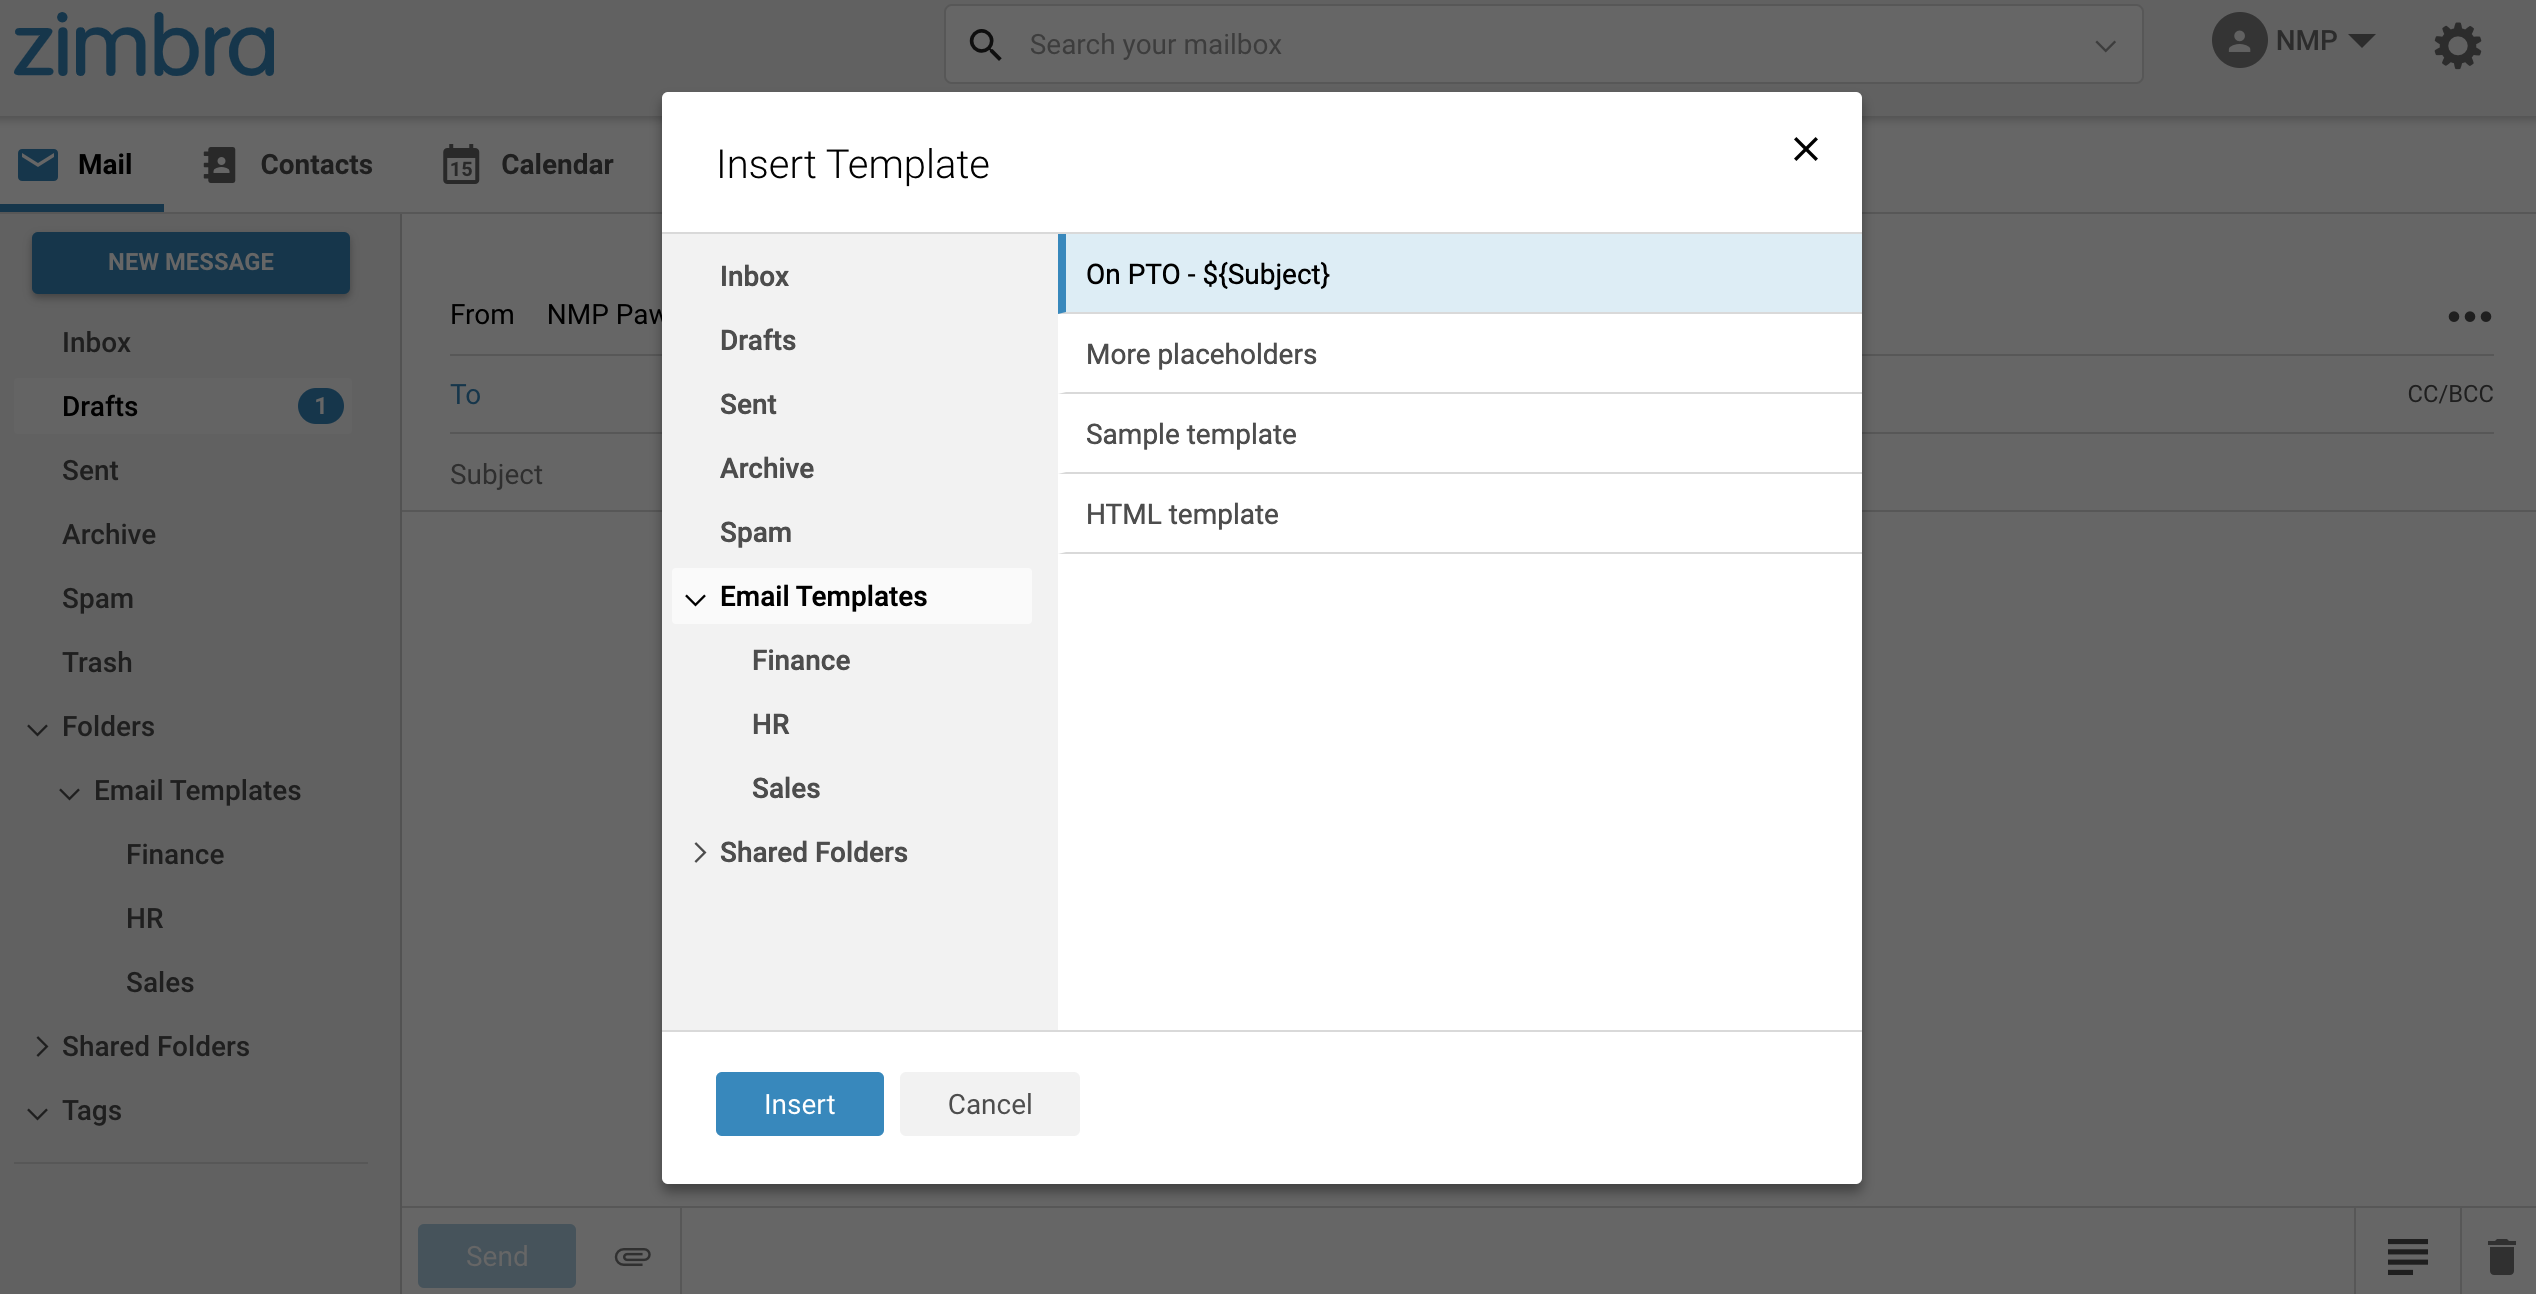 zimbra
Search your mailbox
NMP
Mail
Contacts
15
Calendar
NEW MESSAGE
Inbox
Drafts
1
Sent
Archive
Spam
Trash
Folders
Email Templates
Finance
HR
Sales
Shared Folders
Tags
From NMP Paw
To
CC/BCC
Subject
Send
Insert Template
Inbox
Drafts
Sent
Archive
Spam
Email Templates
Finance
HR
Sales
Shared Folders
On PTO - ${Subject}
More placeholders
Sample template
HTML template
Insert
Cancel